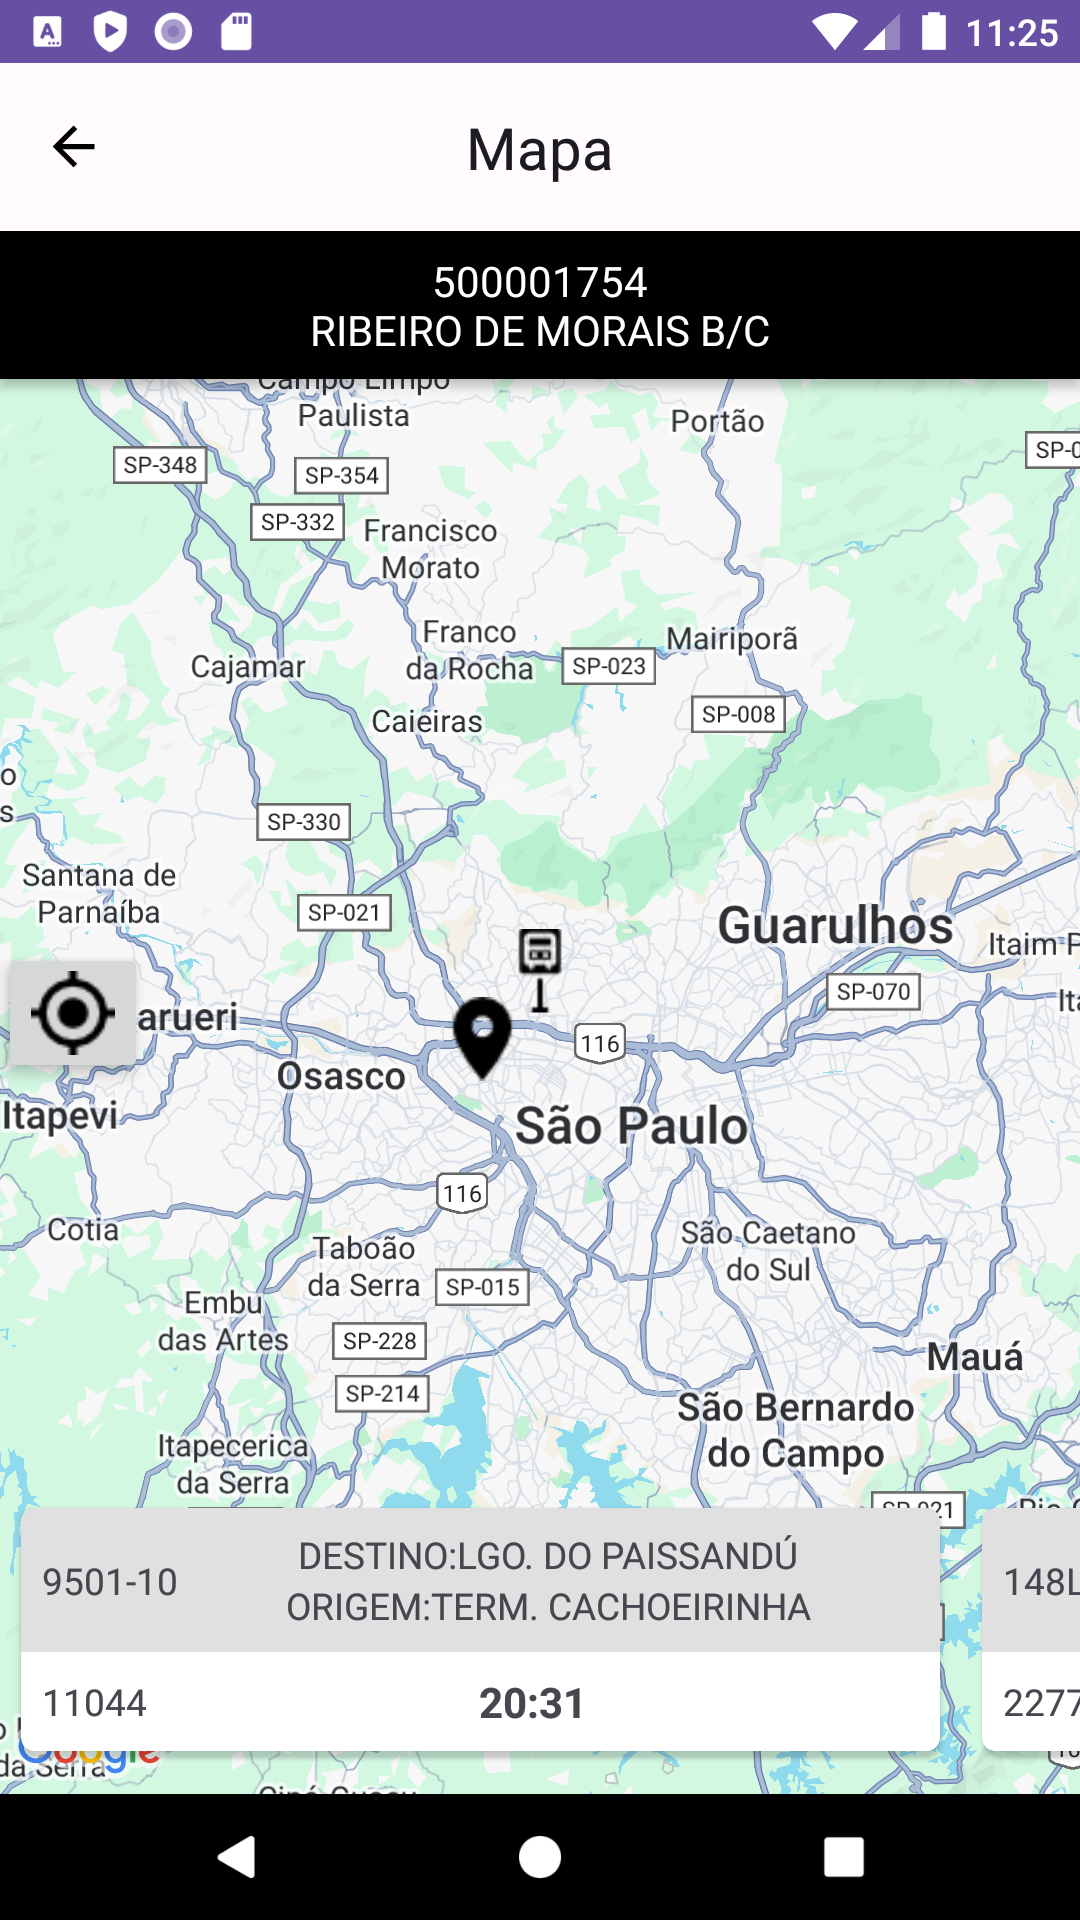 11:25
Mapa
500001754
RIBEIRO DE MORAIS B/C
Campo Limpo
Paulista
Portão
SP-348
SP-354
SP-332
Francisco
Morato
Franco
da Rocha
SP-023
Mairiporã
Cajamar
SP-008
Caieiras
SP-330
Santana de
Parnaíba
SP-021
Guarulhos
SP-070
arueri
116
Osasco
Itapevi
São Paulo
116
Cotia
Taboão
da Serra
São Caetano
do Sul
SP-015
Embu
das Artes
SP-228
Mauá
SP-214
São Bernardo
do Campo
Itapecerica
da Serra
9501-10
DESTINO:LGO. DO PAISSANDÚ
ORIGEM:TERM. CACHOEIRINHA
148L
11044
20:31
2277
Google
da Serra